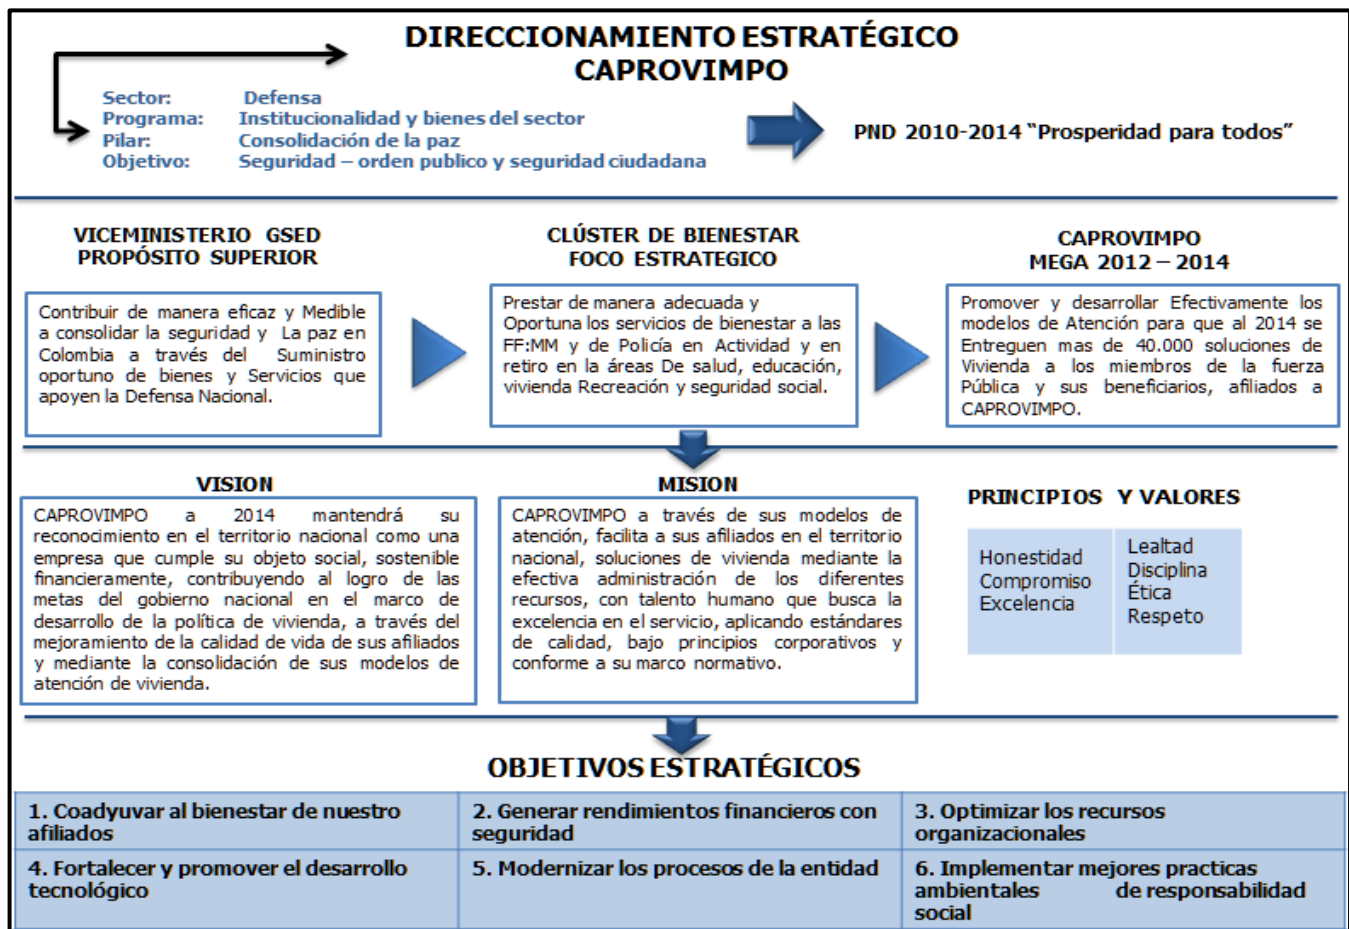 DIRECCIONAMIENTO ESTRATÉGICO
CAPROVIMPO
Sector: Defensa
Programa: Institucionalidad y bienes del sector
Pilar: Consolidación de la paz
Objetivo: Seguridad – orden publico y seguridad ciudadana
PND 2010-2014 “Prosperidad para todos”
VICEMINISTERIO GSED
PROPÓSITO SUPERIOR
Contribuir de manera eficaz y Medible
a consolidar la seguridad y La paz en
Colombia a través del Suministro
oportuno de bienes y Servicios que
apoyen la Defensa Nacional.
CLÚSTER DE BIENESTAR
FOCO ESTRATEGICO
Prestar de manera adecuada y
Oportuna los servicios de bienestar a las
FF:MM y de Policía en Actividad y en
retiro en la áreas De salud, educación,
vivienda Recreación y seguridad social.
CAPROVIMPO
MEGA 2012 – 2014
Promover y desarrollar Efectivamente los
modelos de Atención para que al 2014 se
Entreguen mas de 40.000 soluciones de
Vivienda a los miembros de la fuerza
Pública y sus beneficiarios, afiliados a
CAPROVIMPO.
VISION
CAPROVIMPO a 2014 mantendrá su
reconocimiento en el territorio nacional como una
empresa que cumple su objeto social, sostenible
financieramente, contribuyendo al logro de las
metas del gobierno nacional en el marco de
desarrollo de la política de vivienda, a través del
mejoramiento de la calidad de vida de sus afiliados
y mediante la consolidación de sus modelos de
atención de vivienda.
MISION
CAPROVIMPO a través de sus modelos de
atención, facilita a sus afiliados en el territorio
nacional, soluciones de vivienda mediante la
efectiva administración de los diferentes
recursos, con talento humano que busca la
excelencia en el servicio, aplicando estándares
de calidad, bajo principios corporativos y
conforme a su marco normativo.
PRINCIPIOS Y VALORES
Honestidad
Compromiso
Excelencia
Lealtad
Disciplina
Ética
Respeto
OBJETIVOS ESTRATÉGICOS
1. Coadyuvar al bienestar de nuestro
afiliados
2. Generar rendimientos financieros con
seguridad
3. Optimizar los recursos
organizacionales
4. Fortalecer y promover el desarrollo
tecnológico
5. Modernizar los procesos de la entidad
6. Implementar mejores practicas
ambientales de responsabilidad
social